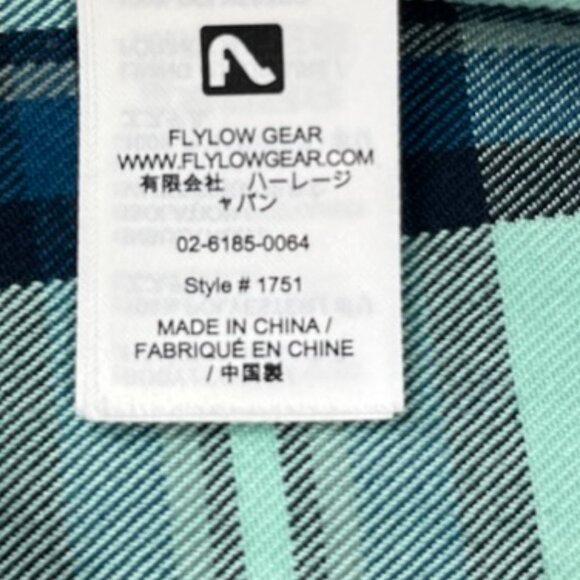 FLYLOW GEAR
WWW.FLYLOWGEAR.COM
有限会社　ハーレージ
ャパン
02-6185-0064
Style # 1751
MADE IN CHINA /
FABRIQUÉ EN CHINE
/ 中国製